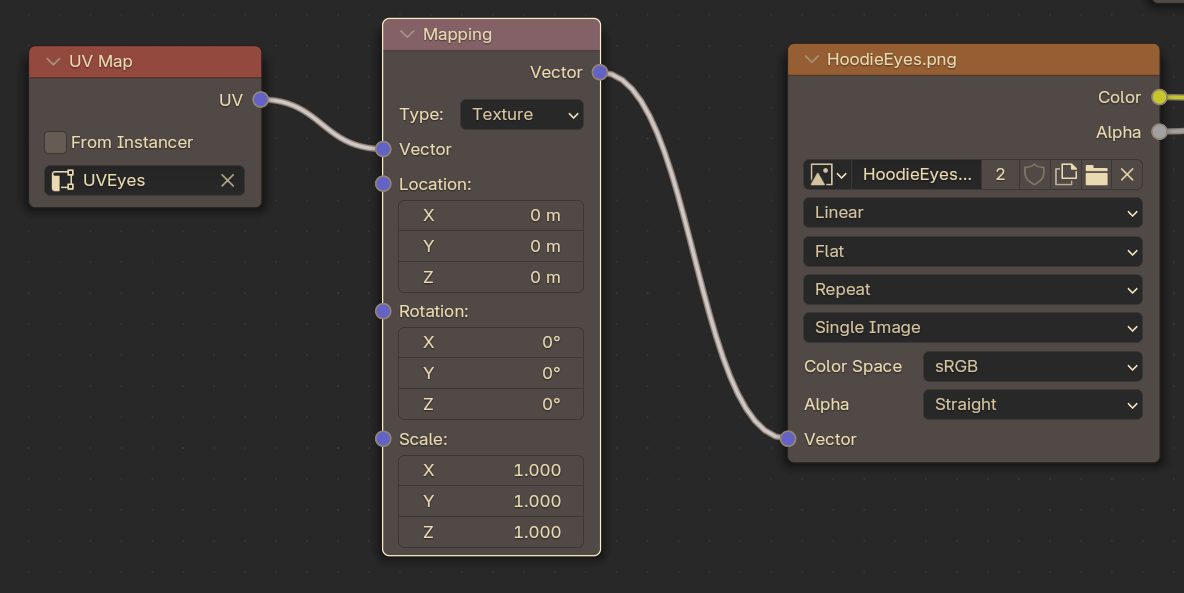 UV Map
UV
From Instancer
UVEyes
Mapping
Vector
Type: Texture
Vector
Location:
X 0 m
Y 0 m
Z 0 m
Rotation:
X 0°
Y 0°
Z 0°
Scale:
X 1.000
Y 1.000
Z 1.000
HoodieEyes.png
Color
Alpha
HoodieEyes... 2
Linear
Flat
Repeat
Single Image
Color Space sRGB
Alpha Straight
Vector